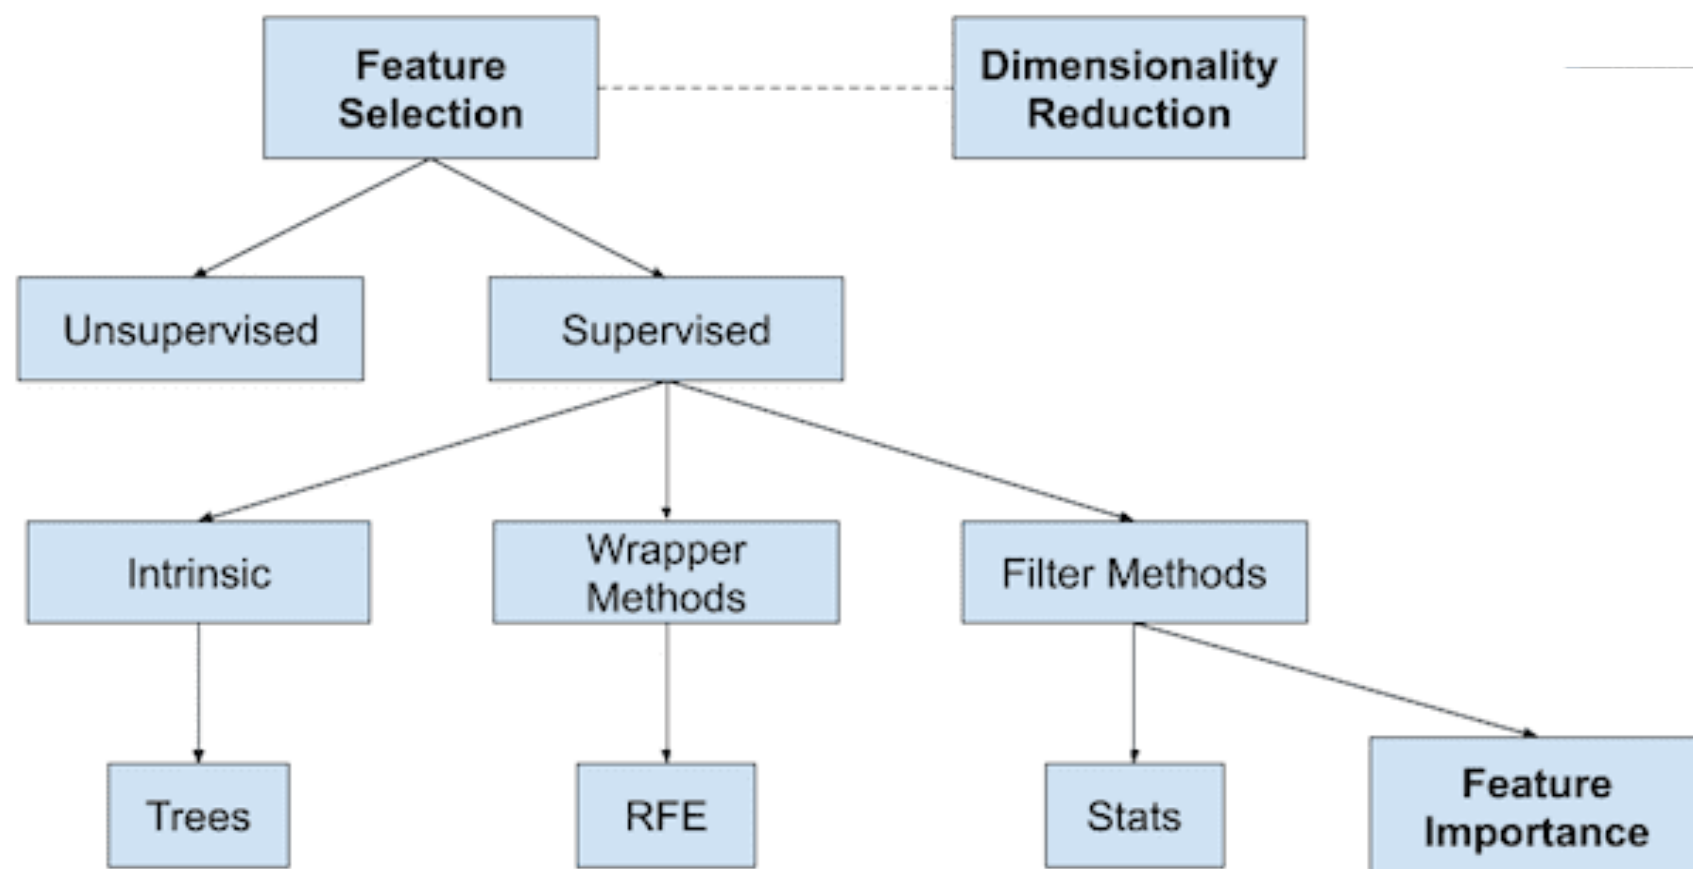 Feature
Selection
Dimensionality
Reduction
Unsupervised
Supervised
Intrinsic
Wrapper
Methods
Filter Methods
Trees
RFE
Stats
Feature
Importance